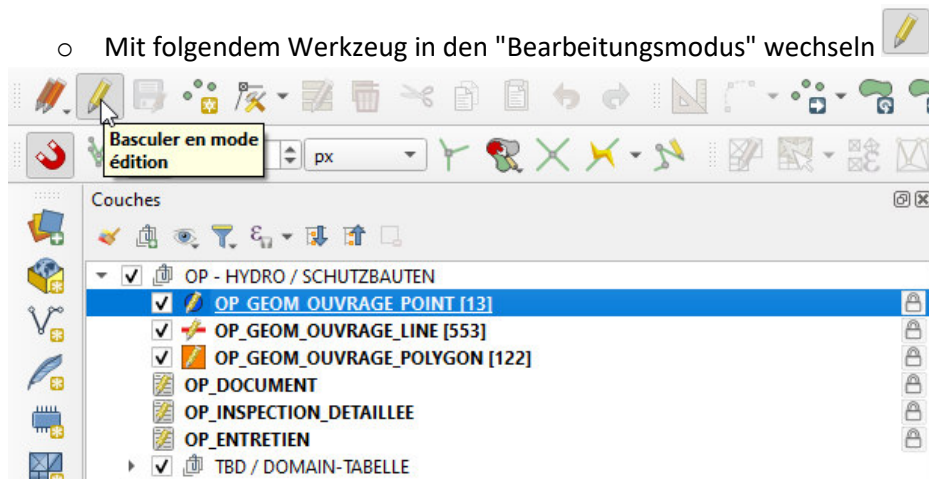 o Mit folgendem Werkzeug in den "Bearbeitungsmodus" wechseln
Basculer en mode
édition
px
Couches
OP - HYDRO / SCHUTZBAUTEN
OP_GEOM_OUVRAGE_POINT [13]
OP_GEOM_OUVRAGE_LINE [553]
OP_GEOM_OUVRAGE_POLYGON [122]
OP_DOCUMENT
OP_INSPECTION_DETAILLEE
OP_ENTRETIEN
TBD / DOMAIN-TABELLE